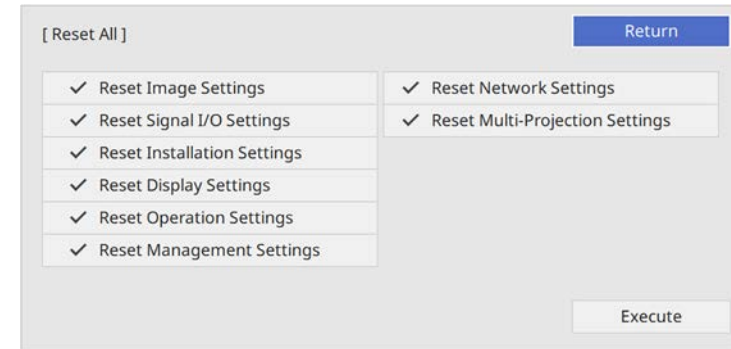 [ Reset All ]
Return
Reset Image Settings
Reset Signal I/O Settings
Reset Installation Settings
Reset Display Settings
Reset Operation Settings
Reset Management Settings
Reset Network Settings
Reset Multi-Projection Settings
Execute